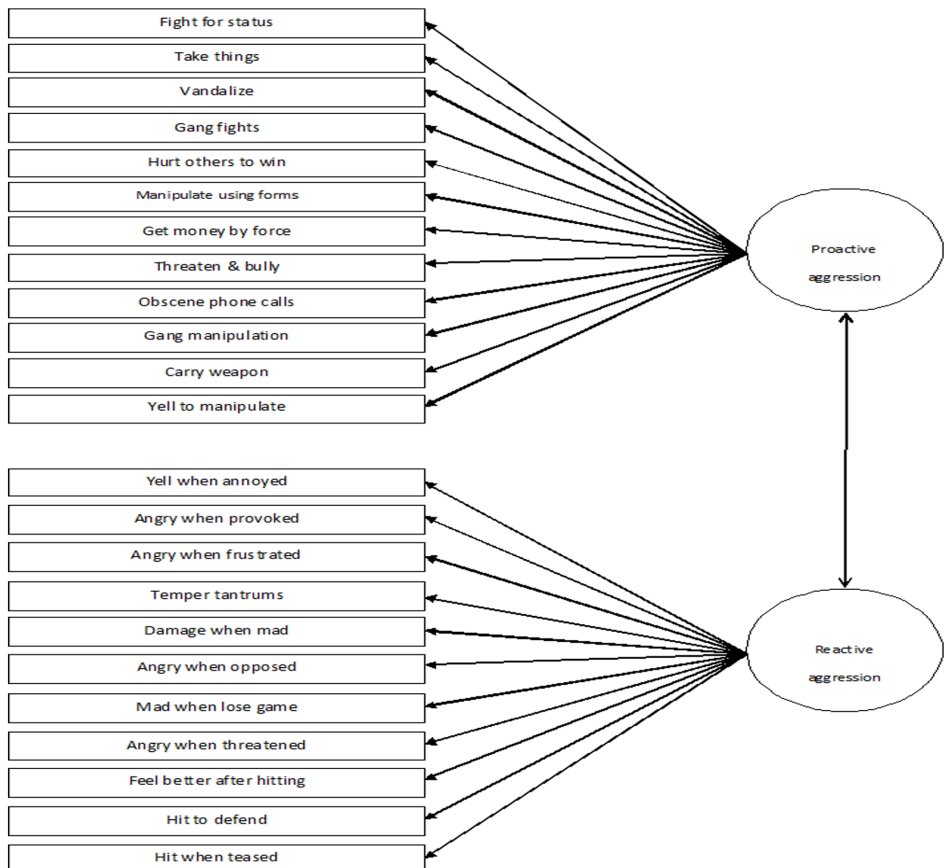 Fight for status
Take things
Vandalize
Gang fights
Hurt others to win
Manipulate using forms
Get money by force
Threaten & bully
Obscene phone calls
Gang manipulation
Carry weapon
Yell to manipulate
Proactive
aggression
Yell when annoyed
Angry when provoked
Angry when frustrated
Temper tantrums
Damage when mad
Angry when opposed
Mad when lose game
Angry when threatened
Feel better after hitting
Hit to defend
Hit when teased
Reactive
aggression